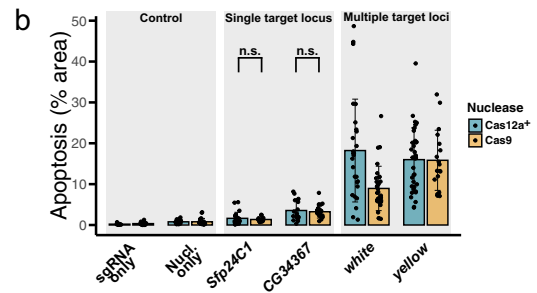 b
Control
Single target locus
Multiple target loci
Apoptosis (% area)
50
40
30
20
10
0
n.s.
n.s.
sgRNA
only
Nucl.
only
Sfp24C1
CG34367
white
yellow
Nuclease
Cas12a+
Cas9